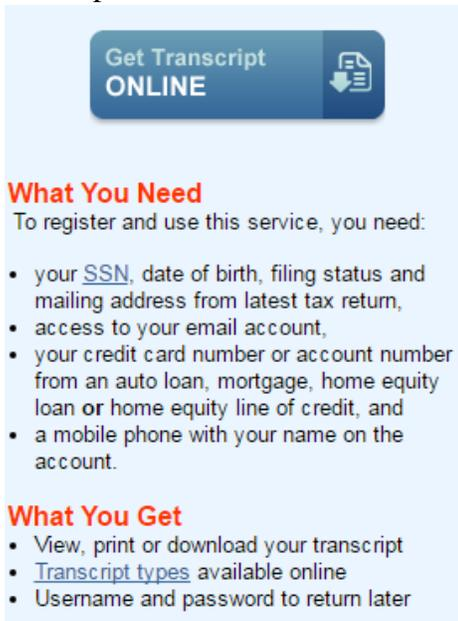 Get Transcript
ONLINE
What You Need
To register and use this service, you need:
• your SSN, date of birth, filing status and
mailing address from latest tax return,
• access to your email account,
• your credit card number or account number
from an auto loan, mortgage, home equity
loan or home equity line of credit, and
• a mobile phone with your name on the
account.
What You Get
• View, print or download your transcript
• Transcript types available online
• Username and password to return later